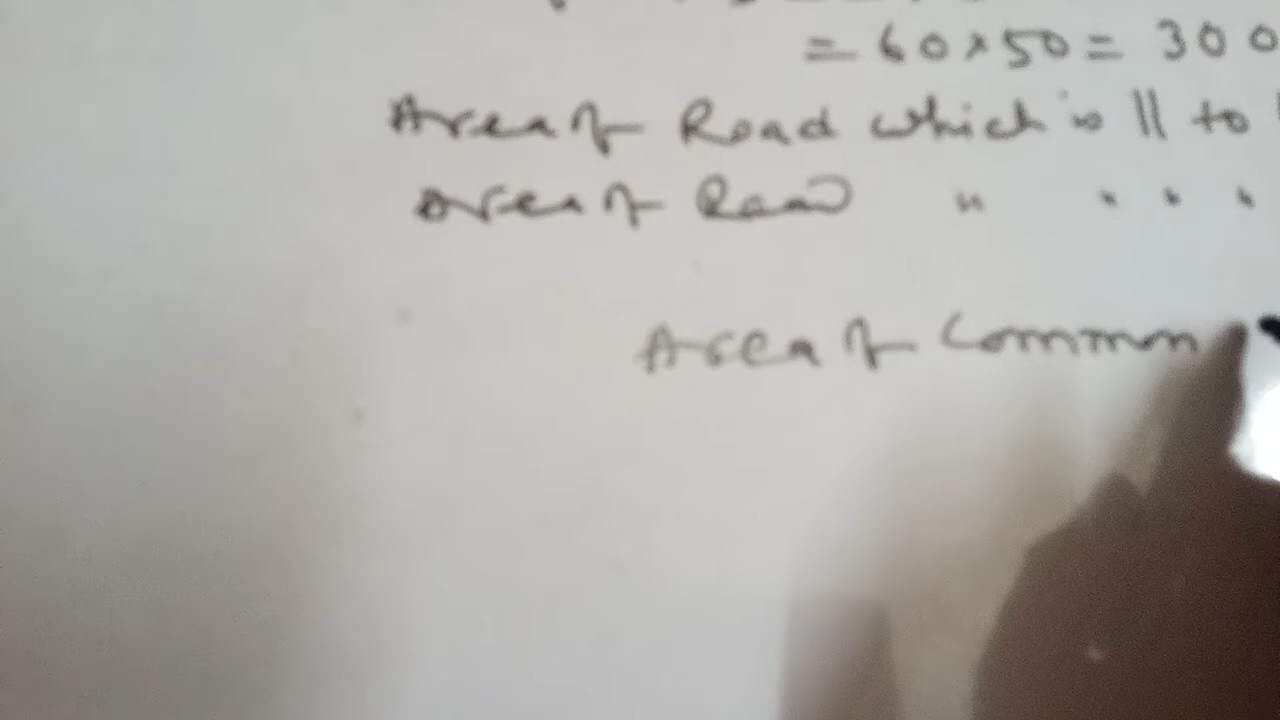 = 60 × 50 = 300
Area of Road which is || to
Area of Road " " " "
Area of Common